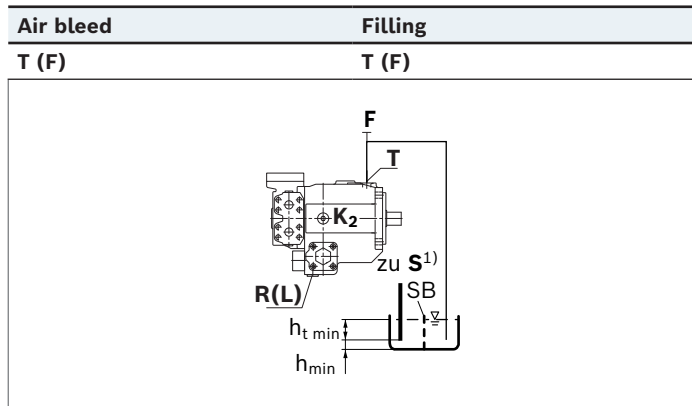 Air bleed Filling
T (F) T (F)
F
T
K2
zu S1)
SB
R(L)
ht min
hmin